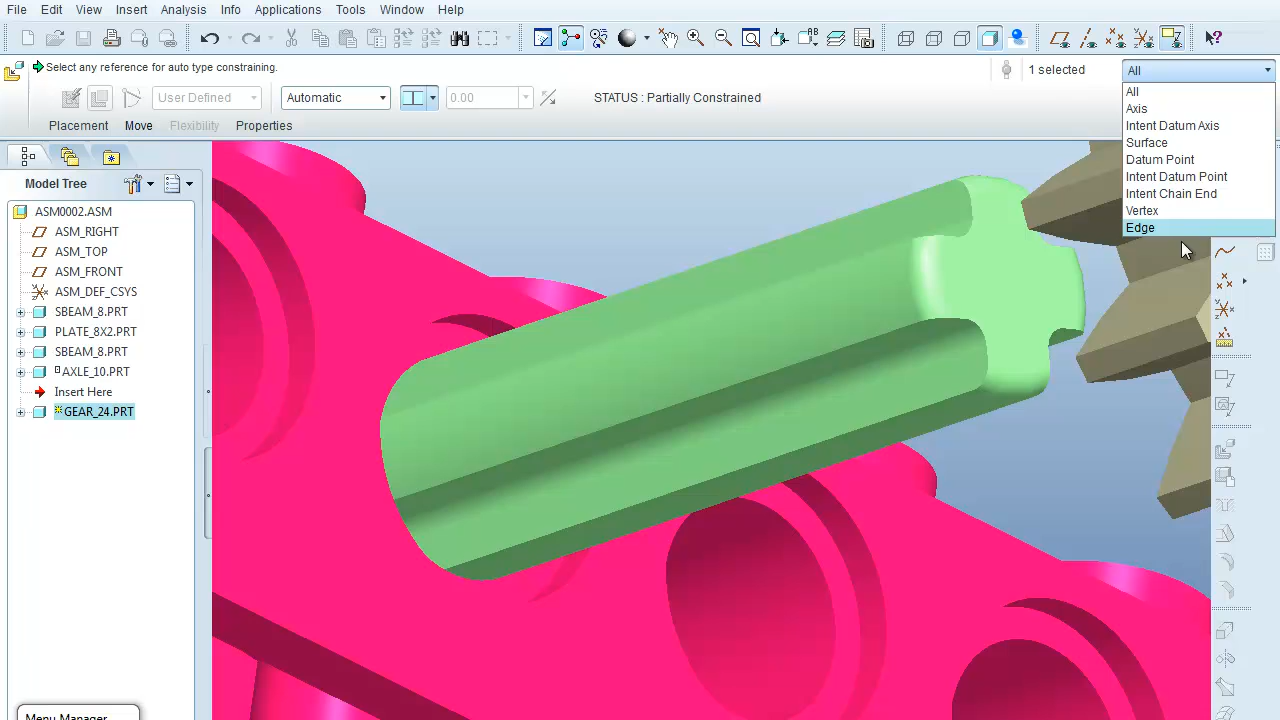 File Edit View Insert Analysis Info Applications Tools Window Help
Select any reference for auto type constraining.
1 selected
All
User Defined
Automatic
0.00
STATUS : Partially Constrained
Placement Move Flexibility Properties
All
Axis
Intent Datum Axis
Surface
Datum Point
Intent Datum Point
Intent Chain End
Vertex
Edge
Model Tree
ASM0002.ASM
ASM_RIGHT
ASM_TOP
ASM_FRONT
ASM_DEF_CSYS
SBEAM_8.PRT
PLATE_8X2.PRT
SBEAM_8.PRT
AXLE_10.PRT
Insert Here
GEAR_24.PRT
Menu Manager